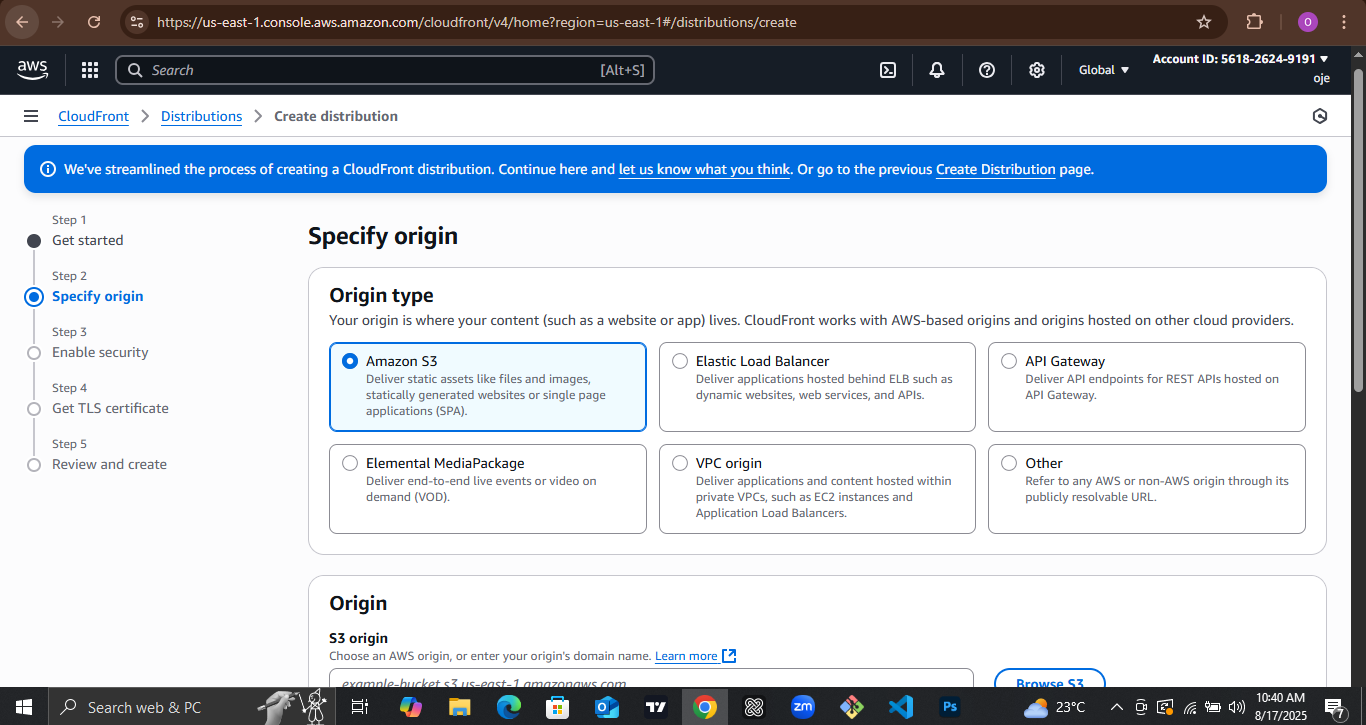 https://us-east-1.console.aws.amazon.com/cloudfront/v4/home?region=us-east-1#/distributions/create
O
aws
Search
[Alt+S]
Global
Account ID: 5618-2624-9191
oje
CloudFront
Distributions
Create distribution
We've streamlined the process of creating a CloudFront distribution. Continue here and let us know what you think. Or go to the previous Create Distribution page.
Step 1
Get started
Step 2
Specify origin
Step 3
Enable security
Step 4
Get TLS certificate
Step 5
Review and create
Specify origin
Origin type
Your origin is where your content (such as a website or app) lives. CloudFront works with AWS-based origins and origins hosted on other cloud providers.
Amazon S3
Deliver static assets like files and images,
statically generated websites or single page
applications (SPA).
Elastic Load Balancer
Deliver applications hosted behind ELB such as
dynamic websites, web services, and APIs.
API Gateway
Deliver API endpoints for REST APIs hosted on
API Gateway.
Elemental MediaPackage
Deliver end-to-end live events or video on
demand (VOD).
VPC origin
Deliver applications and content hosted within
private VPCs, such as EC2 instances and
Application Load Balancers.
Other
Refer to any AWS or non-AWS origin through its
publicly resolvable URL.
Origin
S3 origin
Choose an AWS origin, or enter your origin's domain name. Learn more
example-bucket.s3.us-east-1.amazonaws.com
Browse S3
Search web & PC
zm
Ps
23°C
10:40 AM
8/17/2025
7